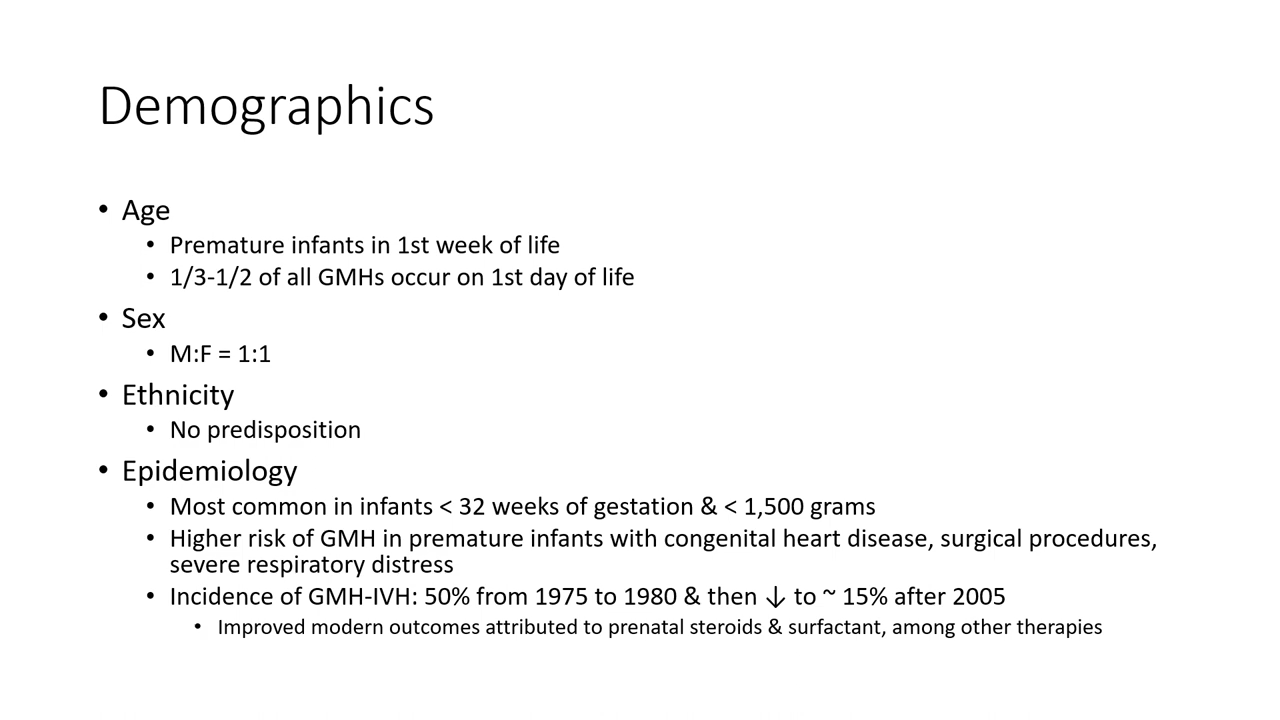 Demographics
• Age
• Premature infants in 1st week of life
• 1/3-1/2 of all GMHs occur on 1st day of life
• Sex
• M:F = 1:1
• Ethnicity
• No predisposition
• Epidemiology
• Most common in infants < 32 weeks of gestation & < 1,500 grams
• Higher risk of GMH in premature infants with congenital heart disease, surgical procedures,
severe respiratory distress
• Incidence of GMH-IVH: 50% from 1975 to 1980 & then ↓ to ~ 15% after 2005
• Improved modern outcomes attributed to prenatal steroids & surfactant, among other therapies